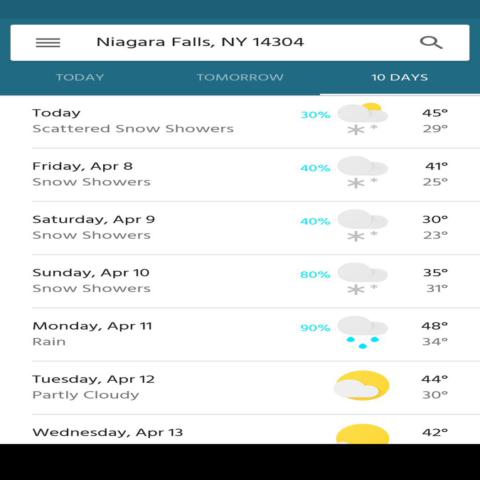 Niagara Falls, NY 14304
TODAY TOMORROW 10 DAYS
Today 30% 45°
Scattered Snow Showers 29°
Friday, Apr 8 40% 41°
Snow Showers 25°
Saturday, Apr 9 40% 30°
Snow Showers 23°
Sunday, Apr 10 80% 35°
Snow Showers 31°
Monday, Apr 11 90% 48°
Rain 34°
Tuesday, Apr 12 44°
Partly Cloudy 30°
Wednesday, Apr 13 42°